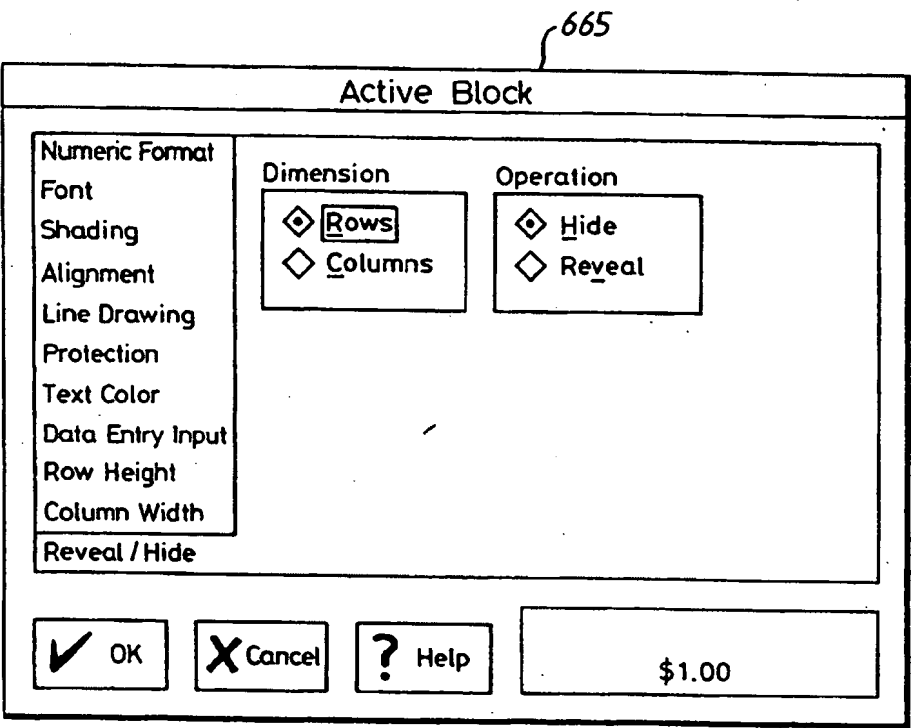 665
Active Block
Numeric Format
Font
Shading
Alignment
Line Drawing
Protection
Text Color
Data Entry Input
Row Height
Column Width
Reveal / Hide
Dimension
Rows
Columns
Operation
Hide
Reveal
OK
Cancel
? Help
$1.00